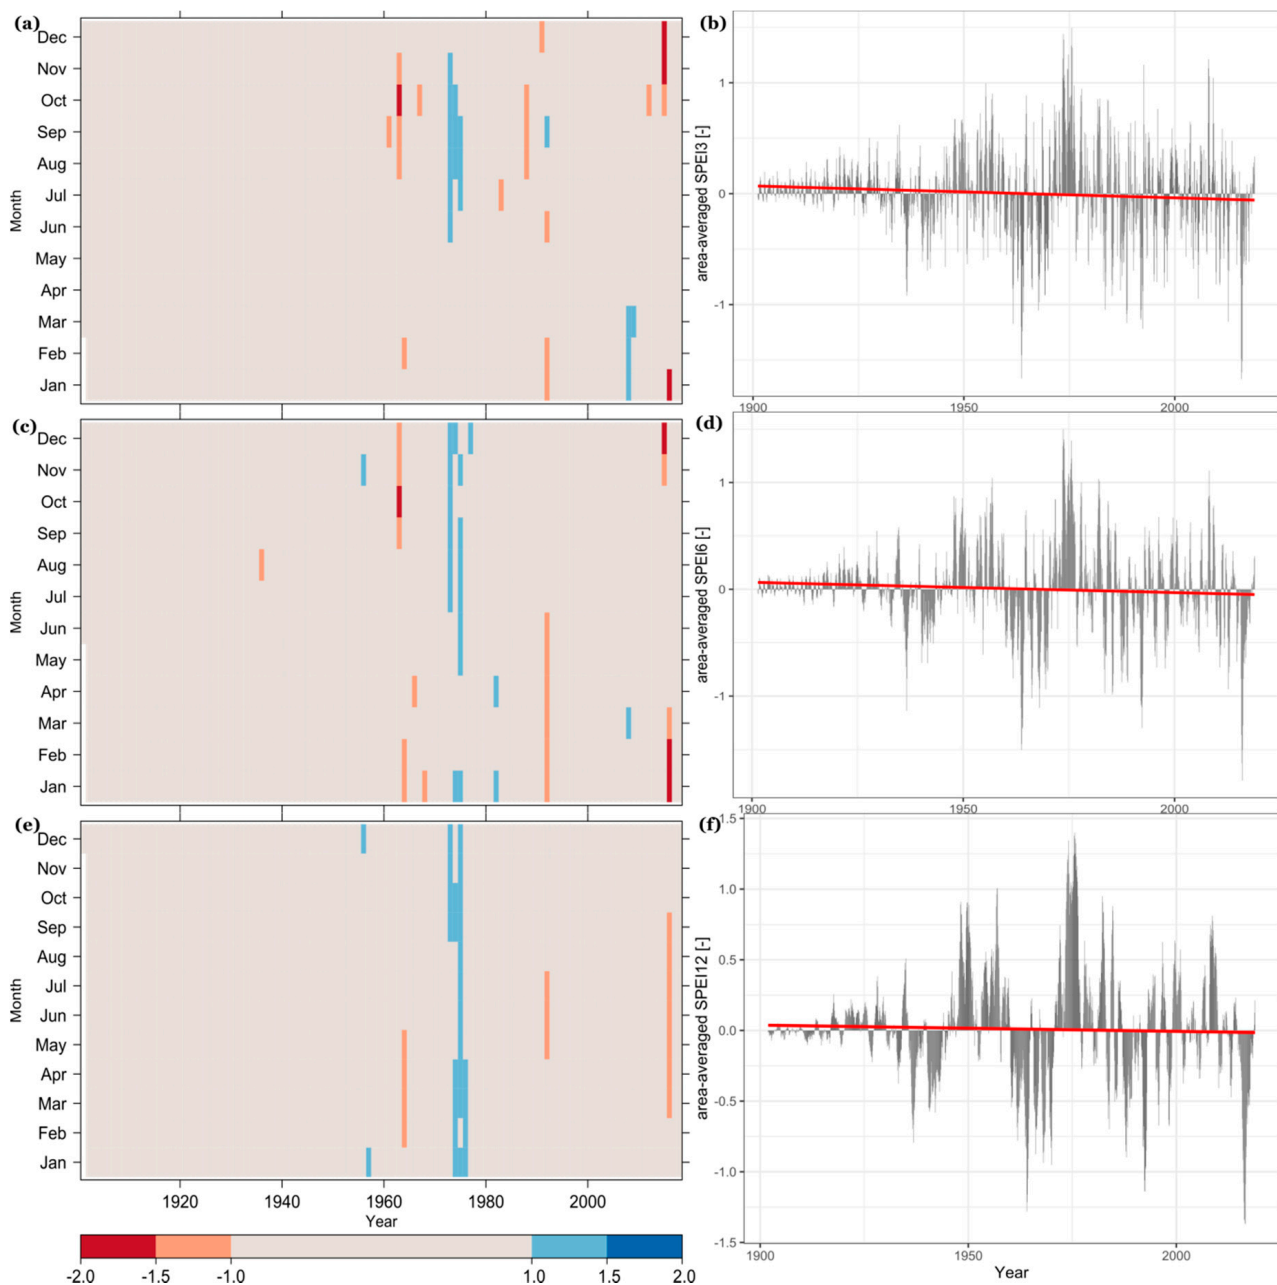 (a)
Dec
Nov
Oct
Sep
Aug
Jul
Jun
May
Apr
Mar
Feb
Jan
Month
1920 1940 1960 1980 2000
(b)
area-averaged SPEI3 [-]
1
0
-1
1900 1950 2000
(c)
Dec
Nov
Oct
Sep
Aug
Jul
Jun
May
Apr
Mar
Feb
Jan
Month
(d)
area-averaged SPEI6 [-]
1
0
-1
1900 1950 2000
(e)
Dec
Nov
Oct
Sep
Aug
Jul
Jun
May
Apr
Mar
Feb
Jan
Month
1920 1940 1960 1980 2000
Year
(f)
area-averaged SPEI12 [-]
1.5
1.0
0.5
0.0
-0.5
-1.0
-1.5
1900 1950 2000
Year
-2.0 -1.5 -1.0 1.0 1.5 2.0